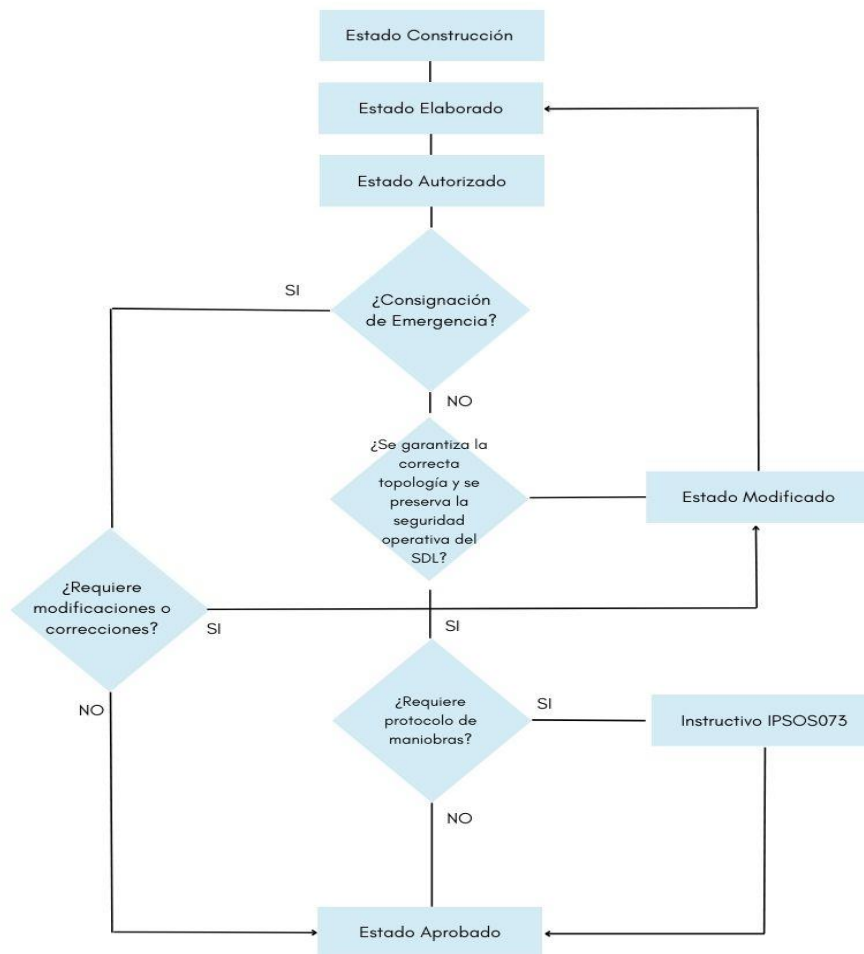 Estado Construcción
Estado Elaborado
Estado Autorizado
SI
¿Consignación
de Emergencia?
NO
¿Se garantiza la
correcta
topología y se
preserva la
seguridad
operativa del
SDL?
Estado Modificado
¿Requiere
modificaciones o
correcciones?
SI
SI
NO
¿Requiere
protocolo de
maniobras?
SI
Instructivo IPSOS073
NO
Estado Aprobado